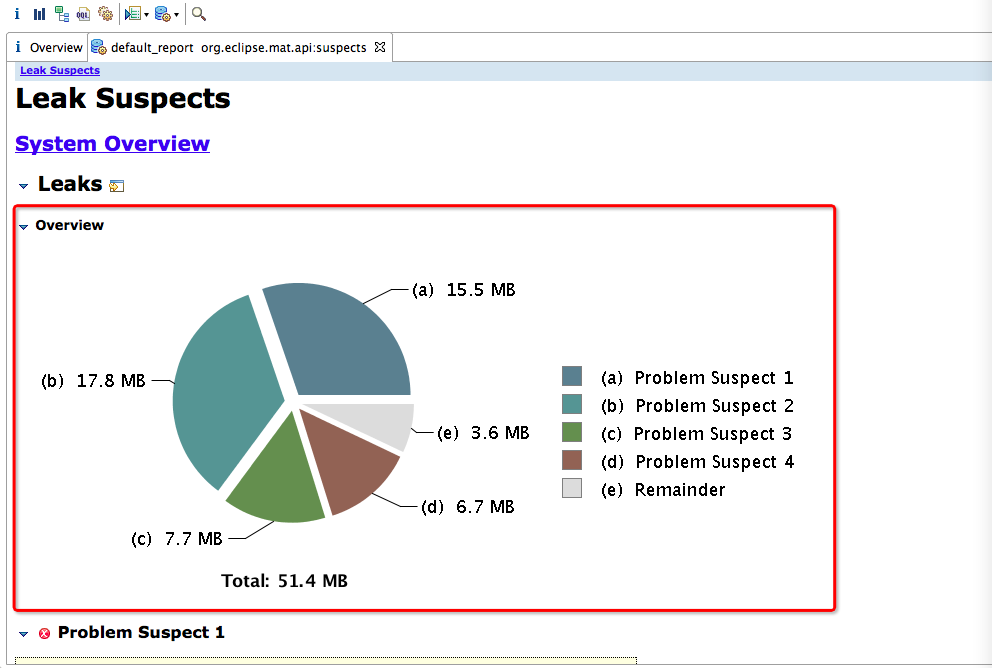 i OQL
i Overview default_report org.eclipse.mat.api:suspects
Leak Suspects
Leak Suspects
System Overview
Leaks
Overview
(a) 15.5 MB
(b) 17.8 MB
(e) 3.6 MB
(d) 6.7 MB
(c) 7.7 MB
(a) Problem Suspect 1
(b) Problem Suspect 2
(c) Problem Suspect 3
(d) Problem Suspect 4
(e) Remainder
Total: 51.4 MB
Problem Suspect 1